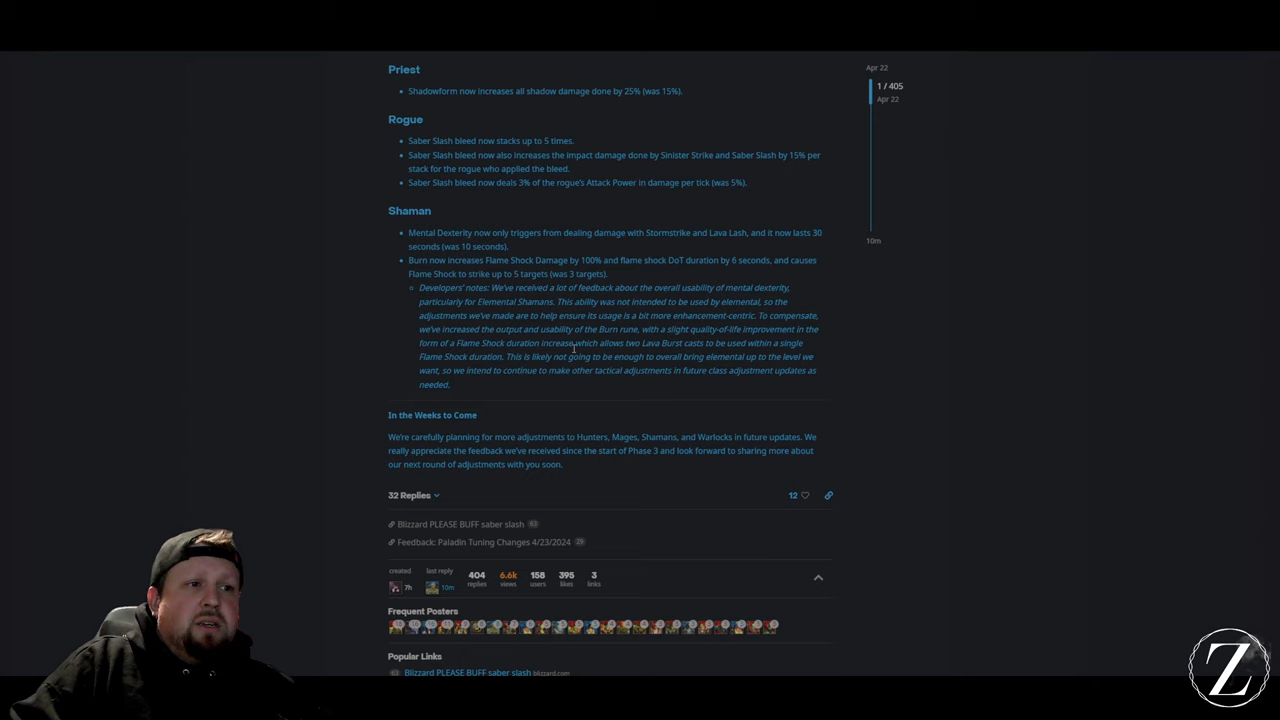 Apr 22
Priest
1 / 405
Shadowform now increases all shadow damage done by 25% (was 15%).
Apr 22
Rogue
Saber Slash bleed now stacks up to 5 times.
Saber Slash bleed now also increases the impact damage done by Sinister Strike and Saber Slash by 15% per
stack for the rogue who applied the bleed.
Saber Slash bleed now deals 3% of the rogue's Attack Power in damage per tick (was 5%).
Shaman
Mental Dexterity now only triggers from dealing damage with Stormstrike and Lava Lash, and it now lasts 30
seconds (was 10 seconds).
10m
Burn now increases Flame Shock Damage by 100% and flame shock DoT duration by 6 seconds, and causes
Flame Shock to strike up to 5 targets (was 3 targets).
Developers' notes: We've received a lot of feedback about the overall usability of mental dexterity,
particularly for Elemental Shamans. This ability was not intended to be used by elemental, so the
adjustments we've made are to help ensure its usage is a bit more enhancement-centric. To compensate,
we've increased the output and usability of the Burn rune, with a slight quality-of-life improvement in the
form of a Flame Shock duration increase which allows two Lava Burst casts to be used within a single
Flame Shock duration. This is likely not going to be enough to overall bring elemental up to the level we
want, so we intend to continue to make other tactical adjustments in future class adjustment updates as
needed.
In the Weeks to Come
We're carefully planning for more adjustments to Hunters, Mages, Shamans, and Warlocks in future updates. We
really appreciate the feedback we've received since the start of Phase 3 and look forward to sharing more about
our next round of adjustments with you soon.
32 Replies 12
Blizzard PLEASE BUFF saber slash
Feedback: Paladin Tuning Changes 4/23/2024
created last reply 404 6.6k 158 395 3
7h 10m replies views users likes links
Frequent Posters
Popular Links
Blizzard PLEASE BUFF saber slash blizzard.com
Z